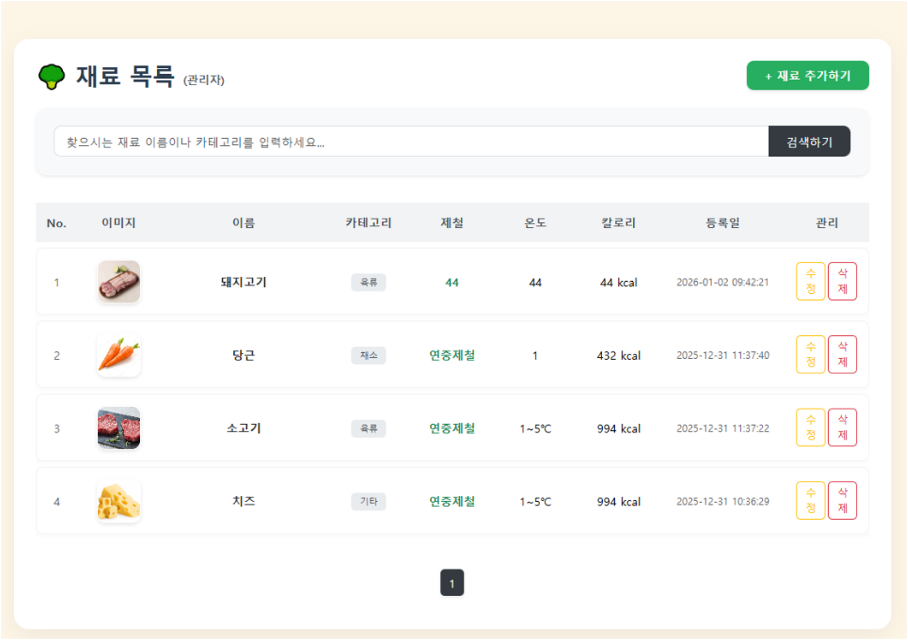 재료 목록 (관리자)
+ 재료 추가하기
찾으시는 재료 이름이나 카테고리를 입력하세요... 검색하기
No. 이미지 이름 카테고리 제철 온도 칼로리 등록일 관리
1 돼지고기 육류 44 44 44 kcal 2026-01-02 09:42:21 수정 삭제
2 당근 채소 연중제철 1 432 kcal 2025-12-31 11:37:40 수정 삭제
3 소고기 육류 연중제철 1~5℃ 994 kcal 2025-12-31 11:37:22 수정 삭제
4 치즈 기타 연중제철 1~5℃ 994 kcal 2025-12-31 10:36:29 수정 삭제
1